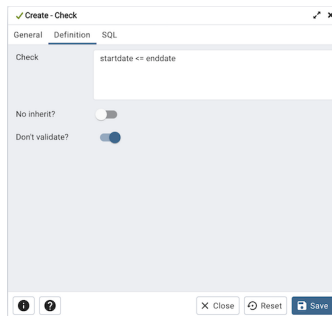 Create - Check
General Definition SQL
Check startdate <= enddate
No inherit?
Don't validate?
Close Reset Save